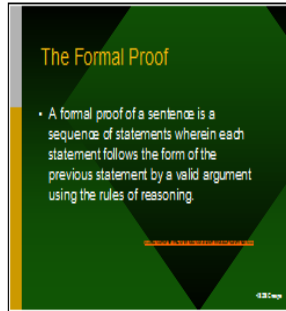 The Formal Proof
• A formal proof of a sentence is a
sequence of statements wherein each
statement follows the form of the
previous statement by a valid argument
using the rules of reasoning.